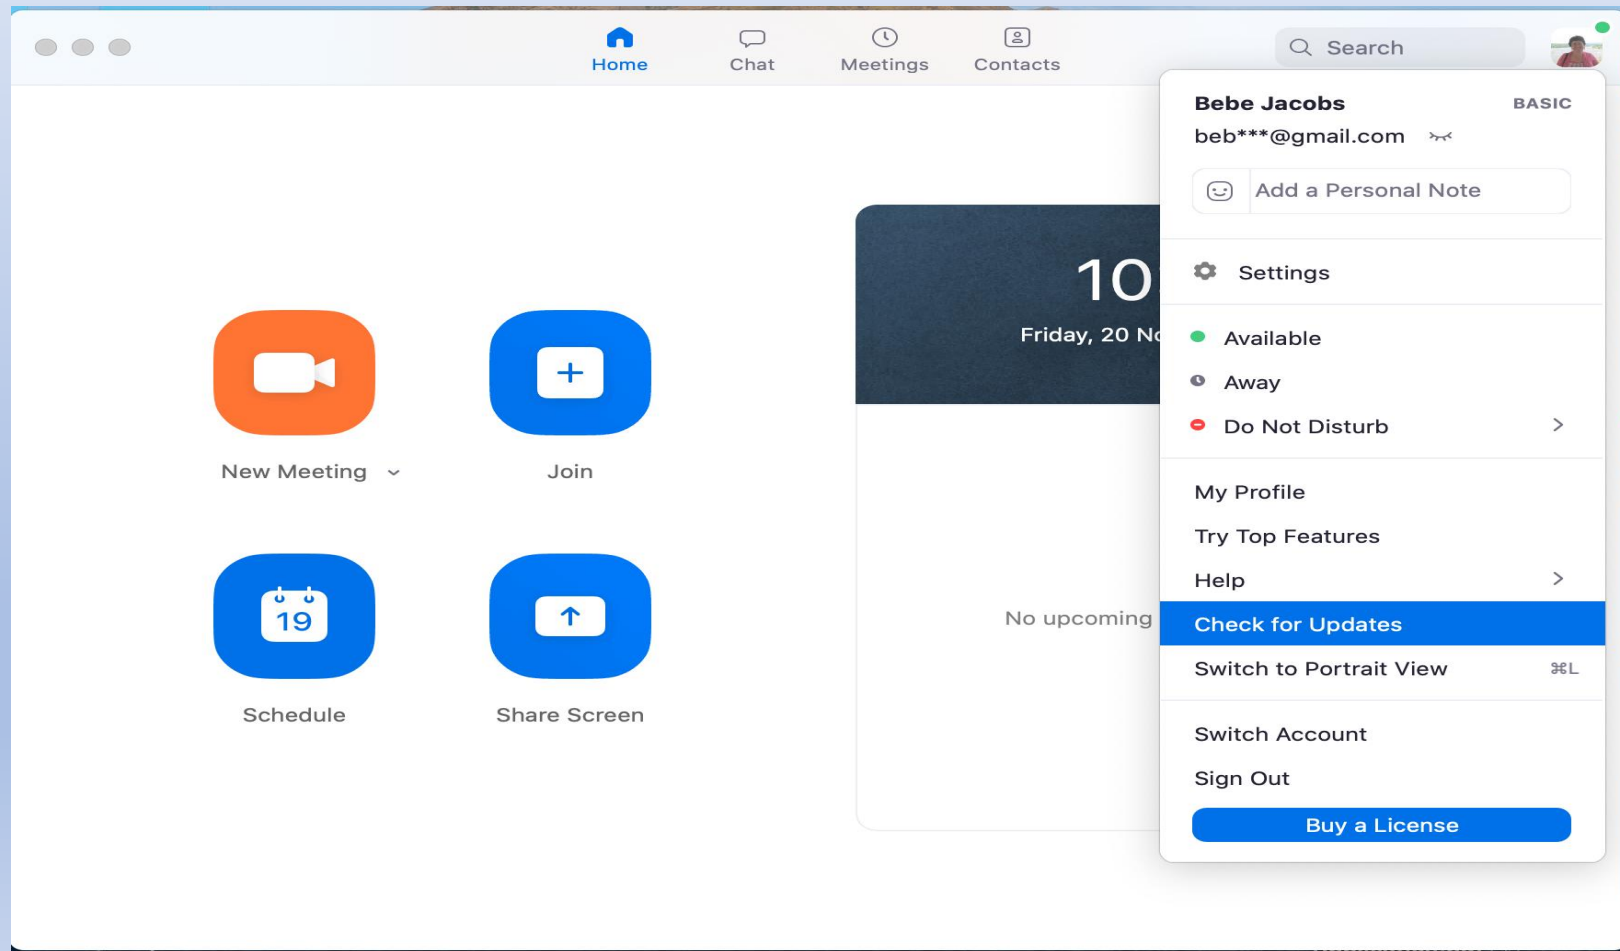 Home
Chat
Meetings
Contacts
Search
Bebe Jacobs
BASIC
beb***@gmail.com
Add a Personal Note
Settings
Available
Away
Do Not Disturb
My Profile
Try Top Features
Help
Check for Updates
Switch to Portrait View
⌘L
Switch Account
Sign Out
Buy a License
New Meeting
Join
19
Schedule
Share Screen
10:
Friday, 20 No
No upcoming